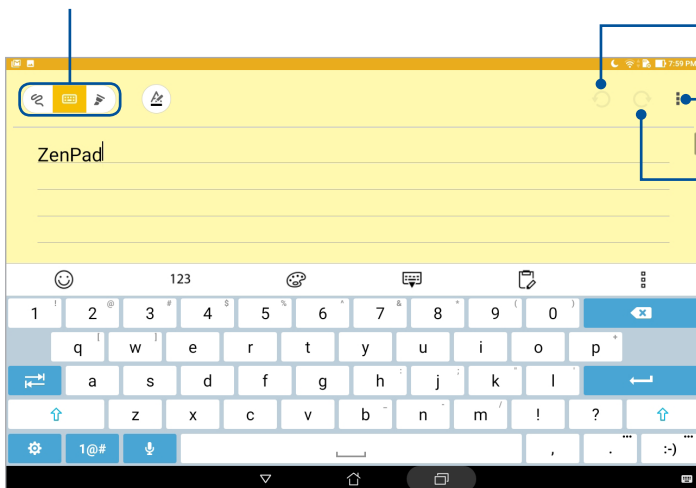 7:59 PM
ZenPad
123
1 ! 2 @ 3 # 4 $ 5 % 6 ^ 7 & 8 * 9 ( 0 )
q [ w ] e r t y u i o p +
a s d f g h : j ; k " l '
z x c v b - n - m / ! ?
1@# , . ... :-) ...